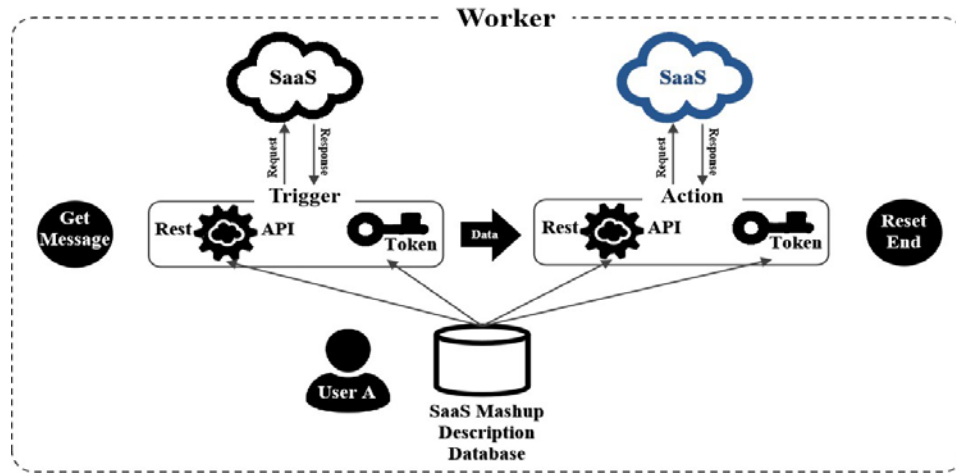 Worker
SaaS
SaaS
Request
Response
Request
Response
Trigger
Action
Get
Message
Rest
API
Token
Data
Rest
API
Token
Reset
End
User A
SaaS Mashup
Description
Database